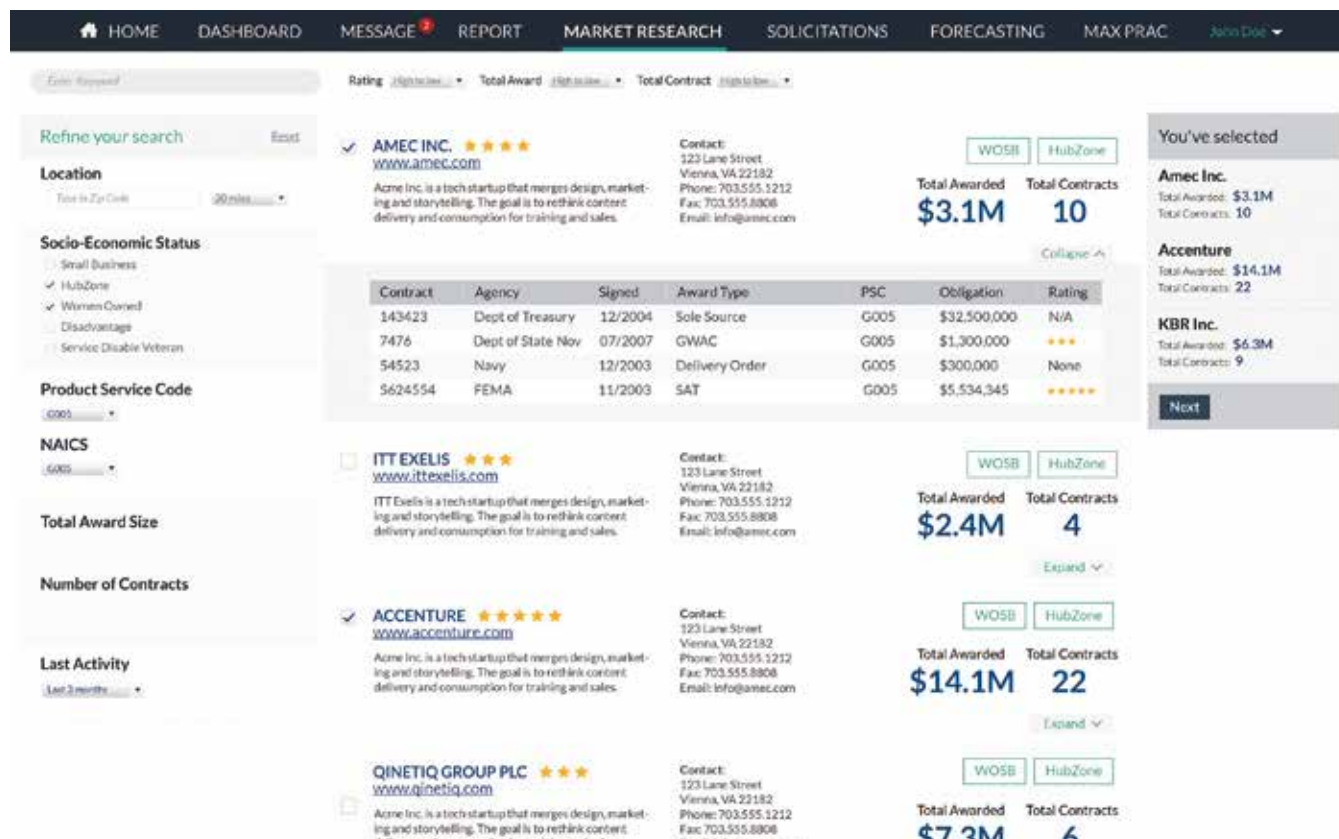 HOME DASHBOARD MESSAGE 2 REPORT MARKET RESEARCH SOLICITATIONS FORECASTING MAX PRAC John Doe
Enter Keyword
Rating High to low... Total Award High to low... Total Contract High to low...
Refine your search Reset
Location
Type in Zip Code 30 miles
Socio-Economic Status
Small Business
HubZone
Women Owned
Disadvantage
Service Disable Veteran
Product Service Code
G005
NAICS
G005
Total Award Size
Number of Contracts
Last Activity
Last 3 months
AMEC INC.
www.amec.com
Acme Inc. is a tech startup that merges design, market-
ing and storytelling. The goal is to rethink content
delivery and consumption for training and sales.
Contact:
123 Lane Street
Vienna, VA 22182
Phone: 703.555.1212
Fax: 703.555.8808
Email: info@amec.com
WOSB HubZone
Total Awarded Total Contracts
$3.1M 10
Collapse
Contract Agency Signed Award Type PSC Obligation Rating
143423 Dept of Treasury 12/2004 Sole Source G005 $32,500,000 N/A
7476 Dept of State Nov 07/2007 GWAC G005 $1,300,000
54523 Navy 12/2003 Delivery Order G005 $300,000 None
5624554 FEMA 11/2003 SAT G005 $5,534,345
ITT EXELIS
www.ittexelis.com
ITT Exelis is a tech startup that merges design, market-
ing and storytelling. The goal is to rethink content
delivery and consumption for training and sales.
Contact:
123 Lane Street
Vienna, VA 22182
Phone: 703.555.1212
Fax: 703.555.8808
Email: info@amec.com
WOSB HubZone
Total Awarded Total Contracts
$2.4M 4
Expand
ACCENTURE
www.accenture.com
Acme Inc. is a tech startup that merges design, market-
ing and storytelling. The goal is to rethink content
delivery and consumption for training and sales.
Contact:
123 Lane Street
Vienna, VA 22182
Phone: 703.555.1212
Fax: 703.555.8808
Email: info@amec.com
WOSB HubZone
Total Awarded Total Contracts
$14.1M 22
Expand
QINETIQ GROUP PLC
www.qinetiq.com
Acme Inc. is a tech startup that merges design, market-
ing and storytelling. The goal is to rethink content
Contact:
123 Lane Street
Vienna, VA 22182
Phone: 703.555.1212
Fax: 703.555.8808
WOSB HubZone
Total Awarded Total Contracts
$7.3M 6
You've selected
Amec Inc.
Total Awarded: $3.1M
Total Contracts: 10
Accenture
Total Awarded: $14.1M
Total Contracts: 22
KBR Inc.
Total Awarded: $6.3M
Total Contracts: 9
Next